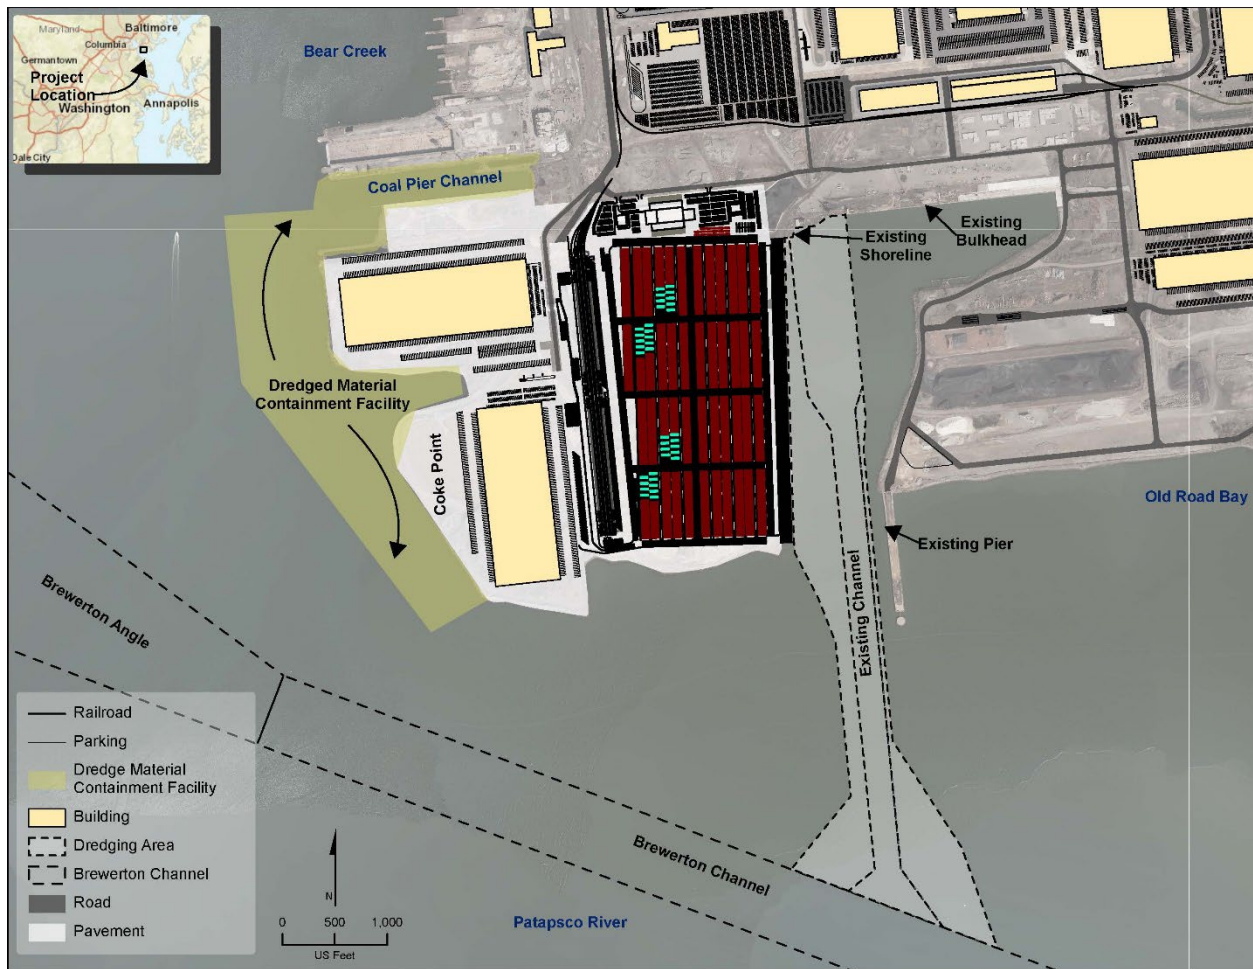 Maryland
Baltimore
Columbia
Germantown
Project
Location
Washington
Annapolis
Dale City
Bear Creek
Coal Pier Channel
Existing
Shoreline
Existing
Bulkhead
Dredged Material
Containment Facility
Coke Point
Old Road Bay
Existing Pier
Existing Channel
Brewerton Angle
Brewerton Channel
Patapsco River
Railroad
Parking
Dredge Material
Containment Facility
Building
Dredging Area
Brewerton Channel
Road
Pavement
N
0 500 1,000
US Feet